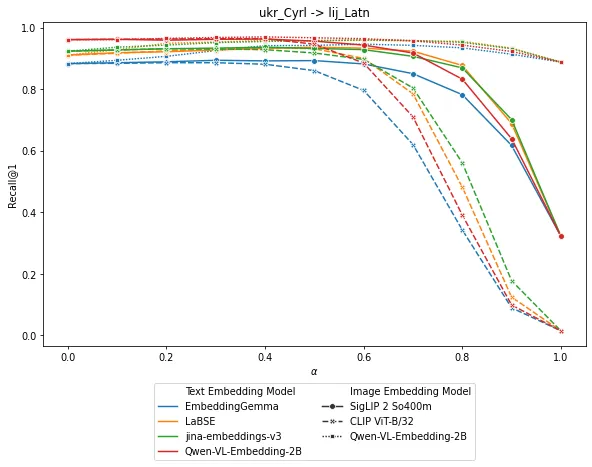 ukr_Cyrl -> lij_Latn
Recall@1
1.0
0.8
0.6
0.4
0.2
0.0
0.0 0.2 0.4 0.6 0.8 1.0
α
Text Embedding Model
EmbeddingGemma
LaBSE
jina-embeddings-v3
Qwen-VL-Embedding-2B
Image Embedding Model
SigLIP 2 So400m
CLIP ViT-B/32
Qwen-VL-Embedding-2B